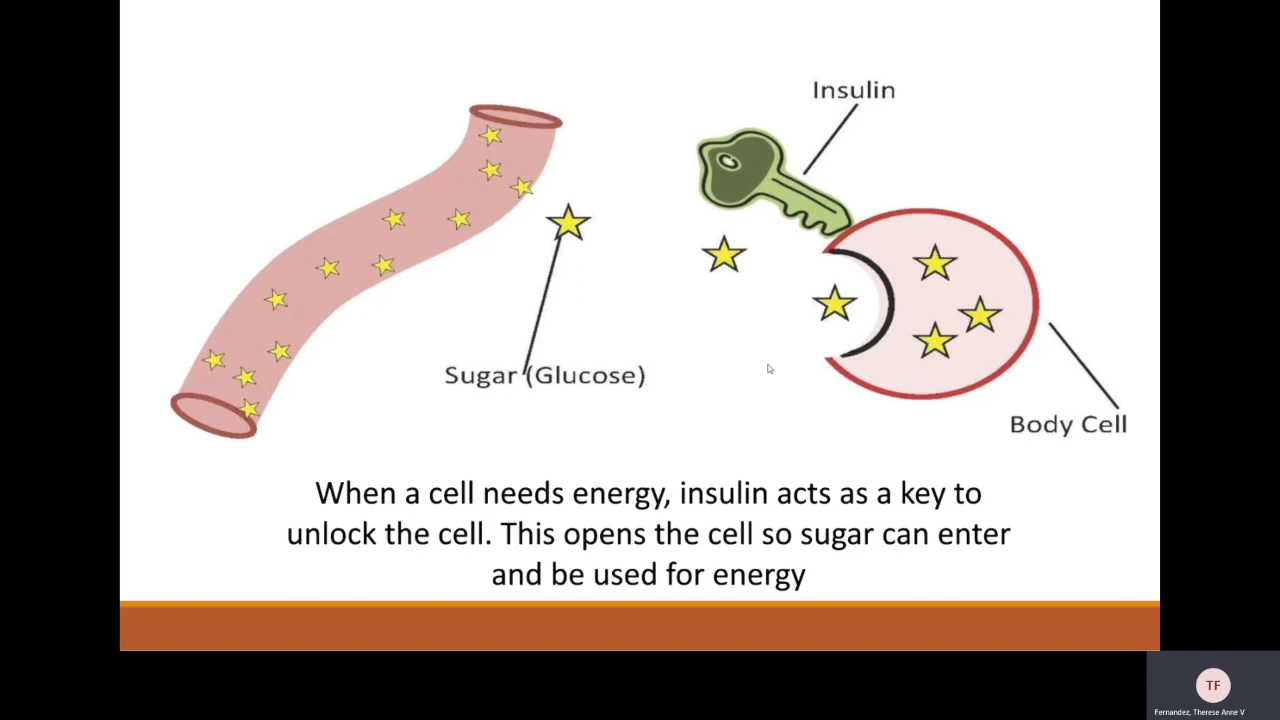 Insulin
Sugar (Glucose)
Body Cell
When a cell needs energy, insulin acts as a key to
unlock the cell. This opens the cell so sugar can enter
and be used for energy
TF
Fernandez, Therese Anne V